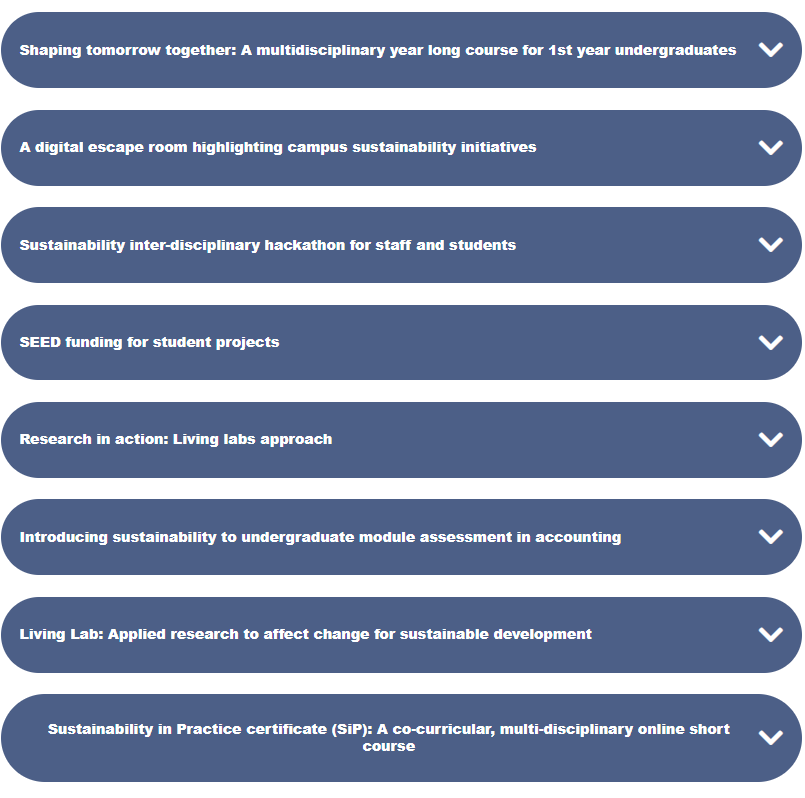 Shaping tomorrow together: A multidisciplinary year long course for 1st year undergraduates
A digital escape room highlighting campus sustainability initiatives
Sustainability inter-disciplinary hackathon for staff and students
SEED funding for student projects
Research in action: Living labs approach
Introducing sustainability to undergraduate module assessment in accounting
Living Lab: Applied research to affect change for sustainable development
Sustainability in Practice certificate (SiP): A co-curricular, multi-disciplinary online short
course